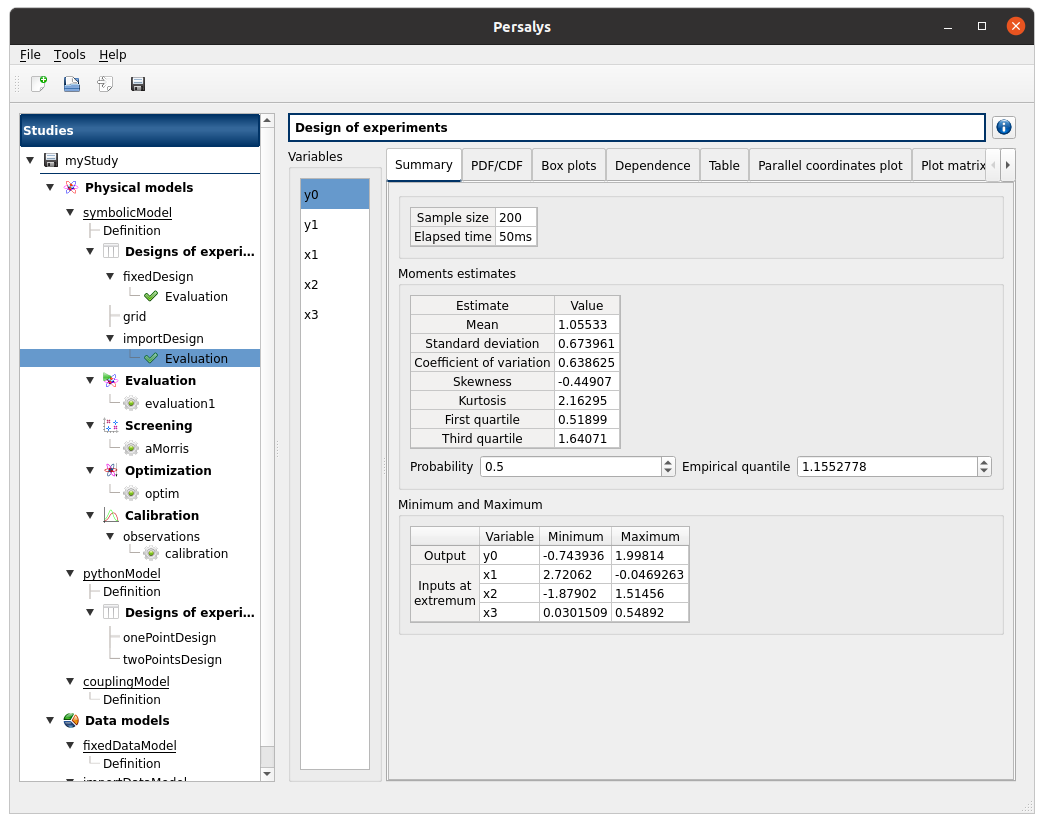 Persalys
File Tools Help
Studies
myStudy
Physical models
symbolicModel
Definition
Designs of experi...
fixedDesign
Evaluation
grid
importDesign
Evaluation
Evaluation
evaluation1
Screening
aMorris
Optimization
optim
Calibration
observations
calibration
pythonModel
Definition
Designs of experi...
onePointDesign
twoPointsDesign
couplingModel
Definition
Data models
fixedDataModel
Definition
importDataModel
Design of experiments
Variables
y0
y1
x1
x2
x3
Summary PDF/CDF Box plots Dependence Table Parallel coordinates plot Plot matrix
Sample size 200
Elapsed time 50ms
Moments estimates
Estimate Value
Mean 1.05533
Standard deviation 0.673961
Coefficient of variation 0.638625
Skewness -0.44907
Kurtosis 2.16295
First quartile 0.51899
Third quartile 1.64071
Probability 0.5 Empirical quantile 1.1552778
Minimum and Maximum
Variable Minimum Maximum
Output y0 -0.743936 1.99814
Inputs at extremum x1 2.72062 -0.0469263
x2 -1.87902 1.51456
x3 0.0301509 0.54892